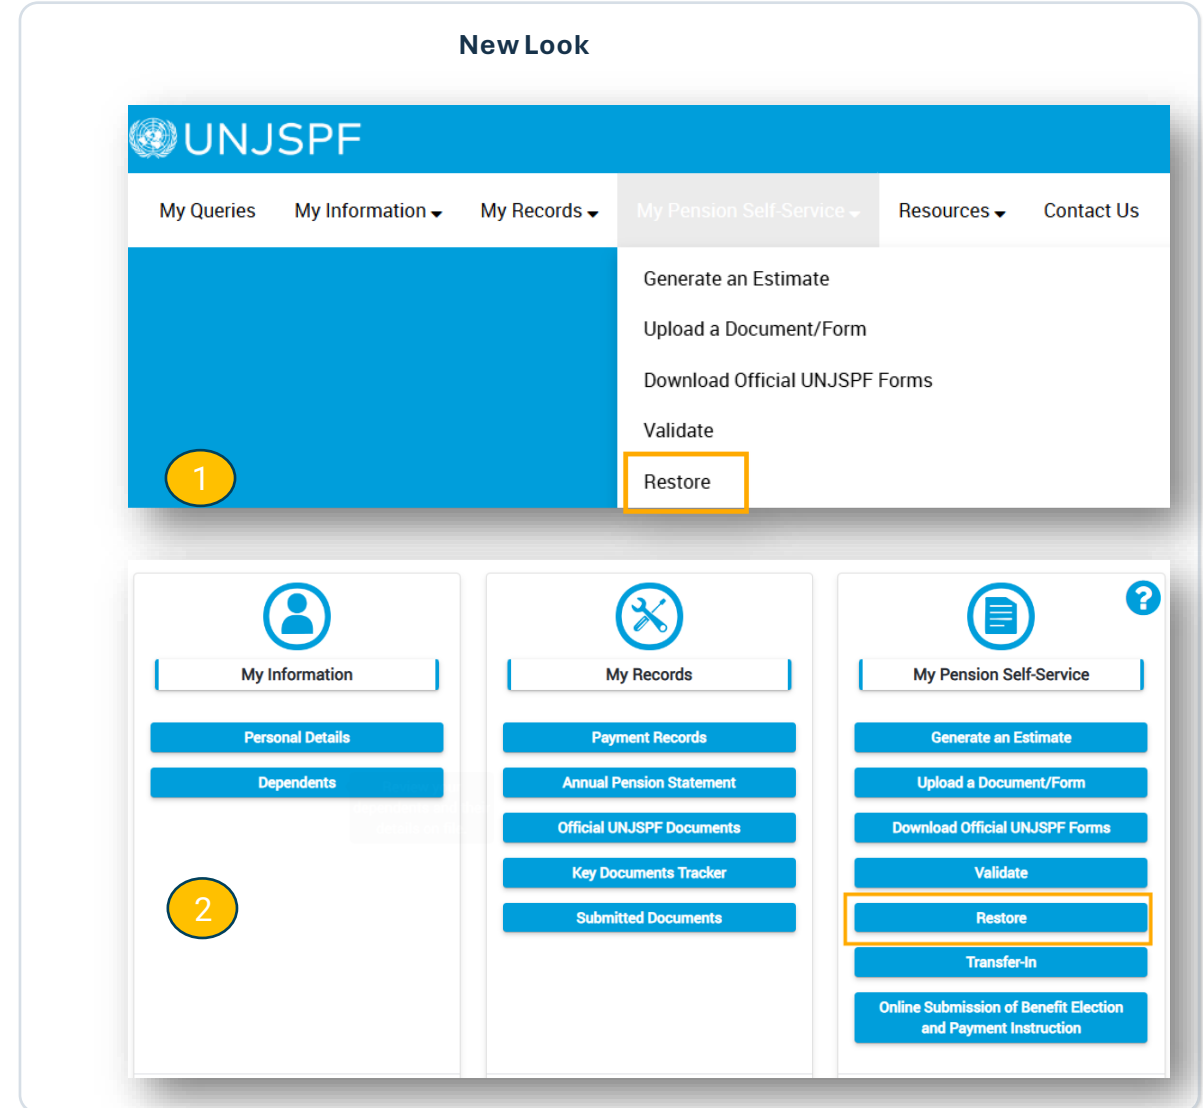 New Look
UNJSPF
My Queries My Information My Records My Pension Self-Service Resources Contact Us
Generate an Estimate
Upload a Document/Form
Download Official UNJSPF Forms
Validate
Restore
1
?
My Information
My Records
My Pension Self-Service
Personal Details
Payment Records
Generate an Estimate
Dependents
Annual Pension Statement
Upload a Document/Form
Official UNJSPF Documents
Download Official UNJSPF Forms
Key Documents Tracker
Validate
2
Submitted Documents
Restore
Transfer-In
Online Submission of Benefit Election
and Payment Instruction